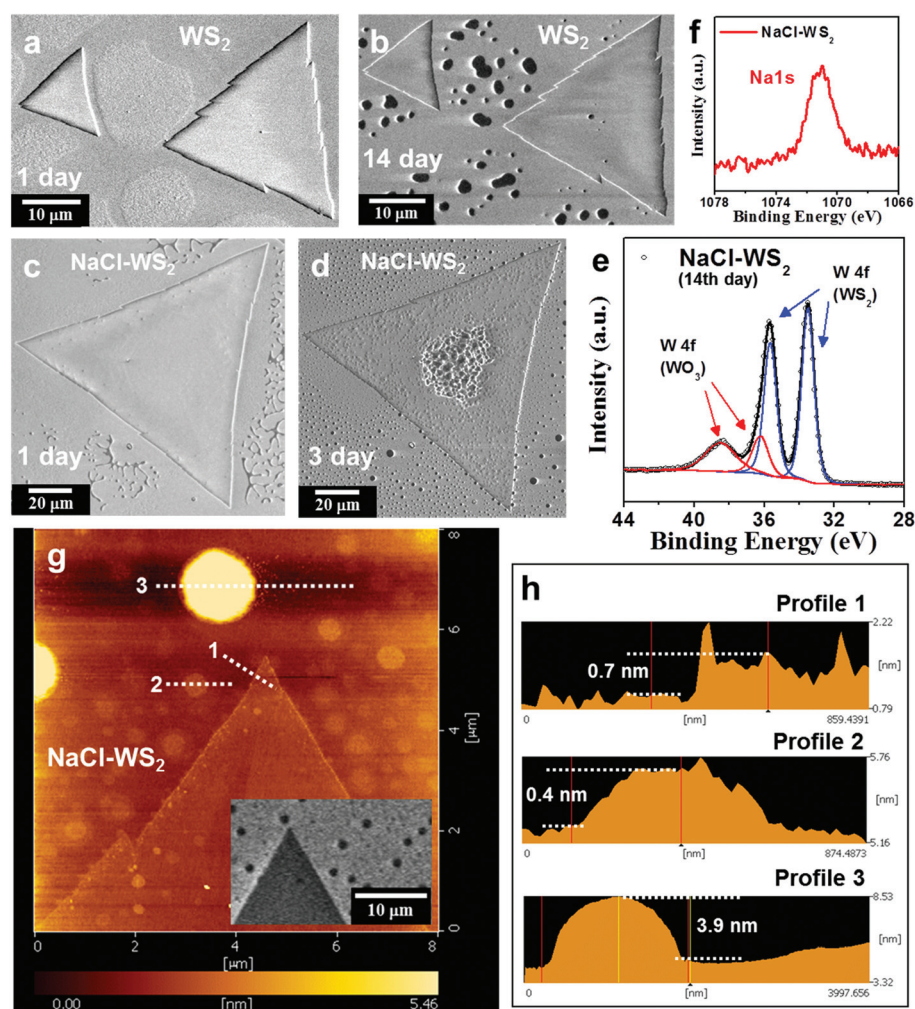 a
WS2
1 day
10 μm
b
WS2
14 day
10 μm
f
NaCl-WS2
Na1s
Intensity (a.u.)
1078 1074 1070 1066
Binding Energy (eV)
c
NaCl-WS2
1 day
20 μm
d
NaCl-WS2
3 day
20 μm
e
NaCl-WS2
(14th day)
W 4f
(WS2)
W 4f
(WO3)
Intensity (a.u.)
44 40 36 32 28
Binding Energy (eV)
g
3
1
2
NaCl-WS2
10 μm
8
6
4
2
0
[μm]
0 2 4 6 8
[μm]
0.00 [nm] 5.46
h
Profile 1
2.22
0.7 nm
[nm]
0.79
0 [nm] 859.4391
Profile 2
5.76
0.4 nm
[nm]
5.16
0 [nm] 874.4873
Profile 3
8.53
3.9 nm
[nm]
3.32
0 [nm] 3997.656